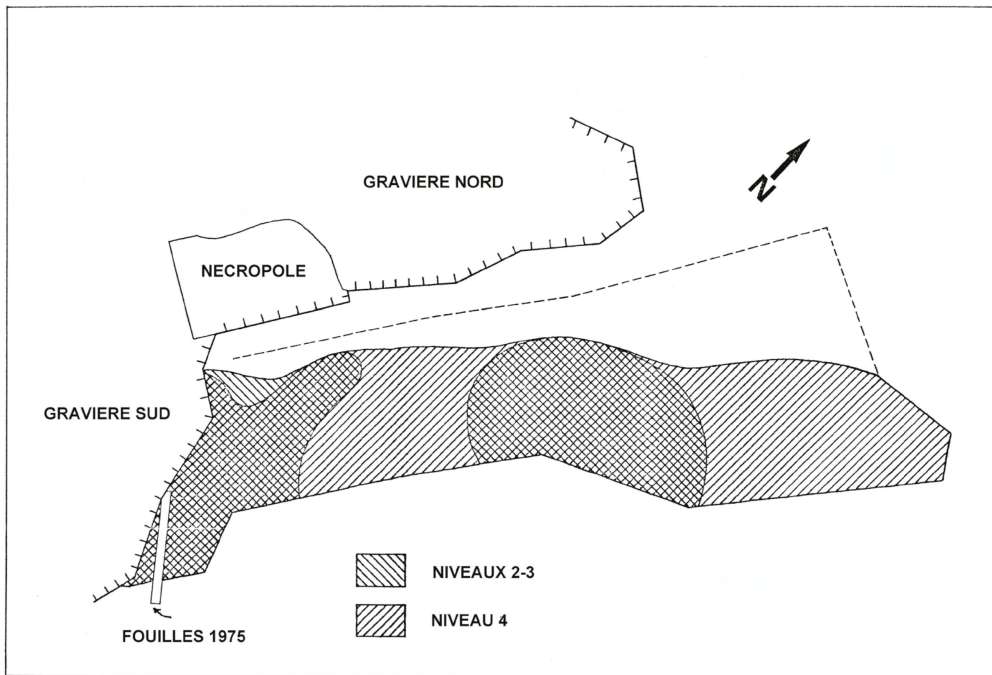 GRAVIERE NORD
N
NECROPOLE
GRAVIERE SUD
NIVEAUX 2-3
NIVEAU 4
FOUILLES 1975